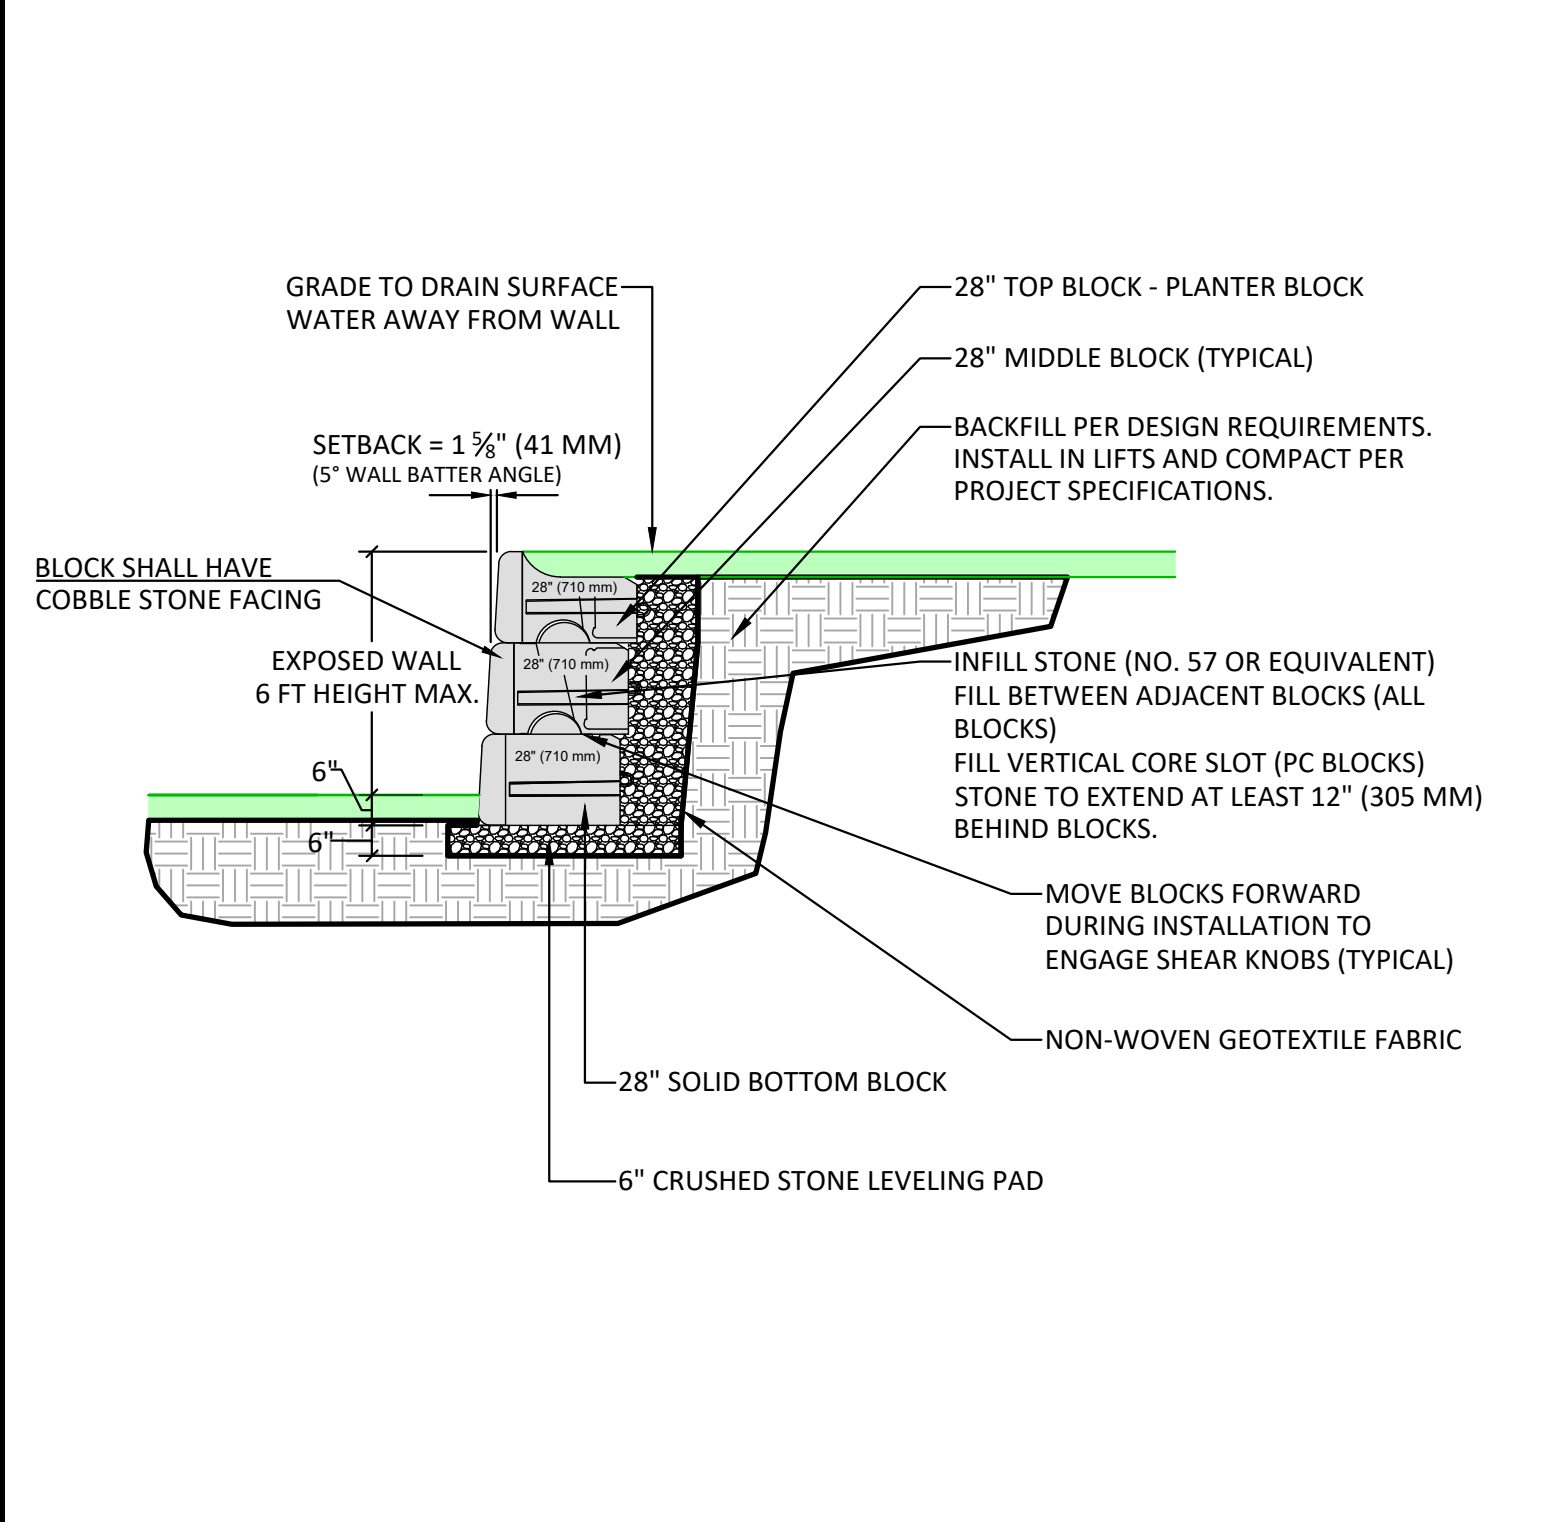 GRADE TO DRAIN SURFACE
WATER AWAY FROM WALL
28" TOP BLOCK - PLANTER BLOCK
28" MIDDLE BLOCK (TYPICAL)
BACKFILL PER DESIGN REQUIREMENTS.
INSTALL IN LIFTS AND COMPACT PER
PROJECT SPECIFICATIONS.
SETBACK = 1 5/8" (41 MM)
(5° WALL BATTER ANGLE)
BLOCK SHALL HAVE
COBBLE STONE FACING
28" (710 mm)
28" (710 mm)
28" (710 mm)
EXPOSED WALL
6 FT HEIGHT MAX.
6"
6"
INFILL STONE (NO. 57 OR EQUIVALENT)
FILL BETWEEN ADJACENT BLOCKS (ALL
BLOCKS)
FILL VERTICAL CORE SLOT (PC BLOCKS)
STONE TO EXTEND AT LEAST 12" (305 MM)
BEHIND BLOCKS.
MOVE BLOCKS FORWARD
DURING INSTALLATION TO
ENGAGE SHEAR KNOBS (TYPICAL)
NON-WOVEN GEOTEXTILE FABRIC
28" SOLID BOTTOM BLOCK
6" CRUSHED STONE LEVELING PAD